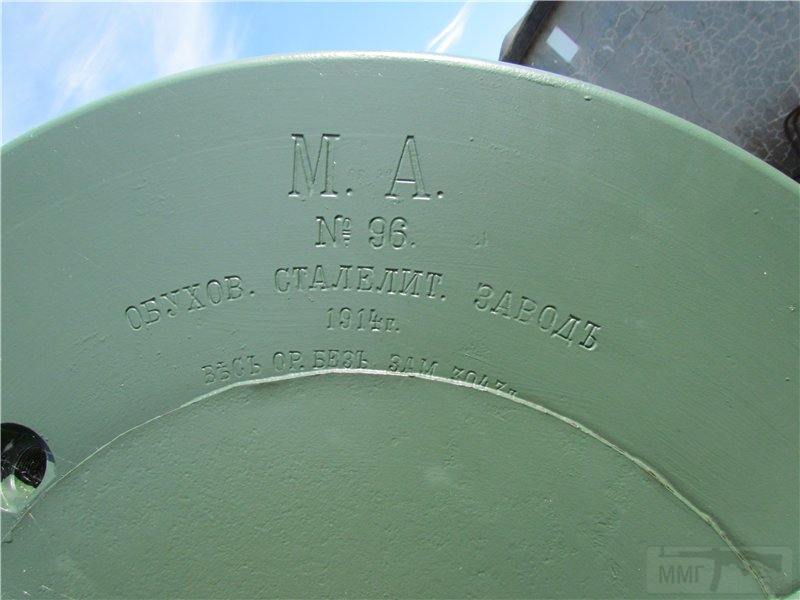 М. А.
№ 96.
ОБУХОВ. СТАЛЕЛИТ. ЗАВОДЪ
1914г.
ВѢСЪ ОР. БЕЗЪ ЗАМ
ММГ